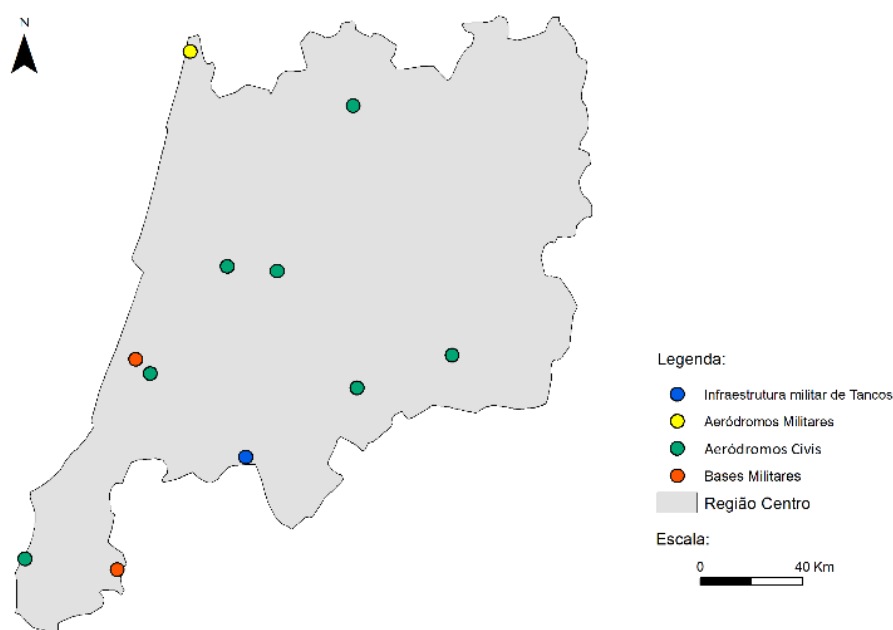 N
Legenda:
Infraestrutura militar de Tancos
Aeródromos Militares
Aeródromos Civis
Bases Militares
Região Centro
Escala:
0 40 Km